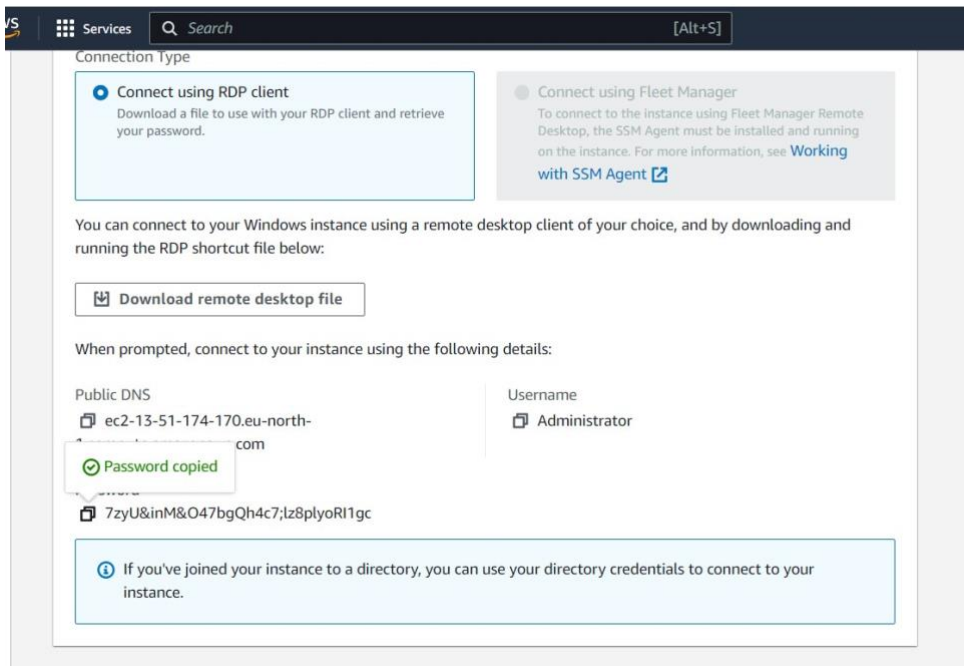 Services
Search
[Alt+S]
Connection Type
Connect using RDP client
Download a file to use with your RDP client and retrieve
your password.
Connect using Fleet Manager
To connect to the instance using Fleet Manager Remote
Desktop, the SSM Agent must be installed and running
on the instance. For more information, see Working
with SSM Agent
You can connect to your Windows instance using a remote desktop client of your choice, and by downloading and
running the RDP shortcut file below:
Download remote desktop file
When prompted, connect to your instance using the following details:
Public DNS
ec2-13-51-174-170.eu-north-
com
Username
Administrator
Password copied
7zyU&inM&O47bgQh4c7;lz8plyoRI1gc
If you've joined your instance to a directory, you can use your directory credentials to connect to your
instance.